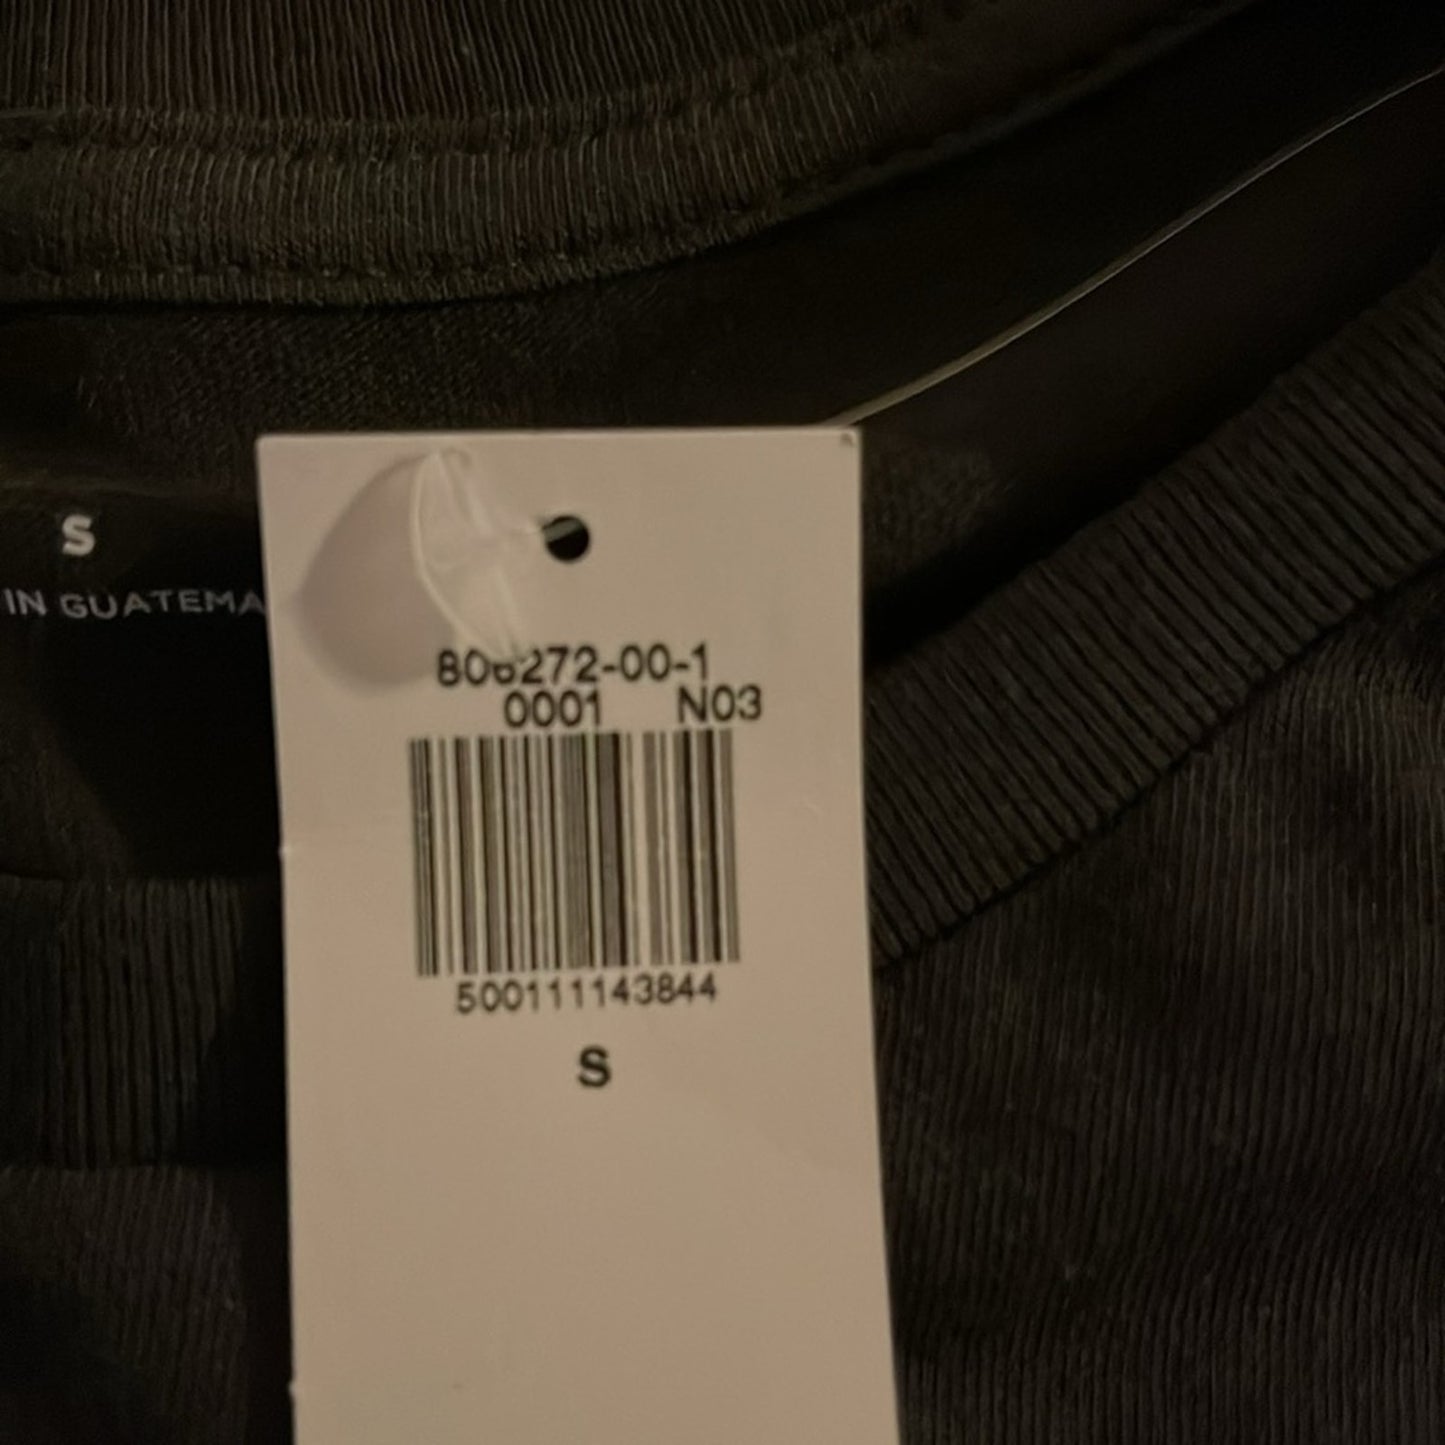 S
IN GUATEMA
806272-00-1
0001 N03
500111143844
S